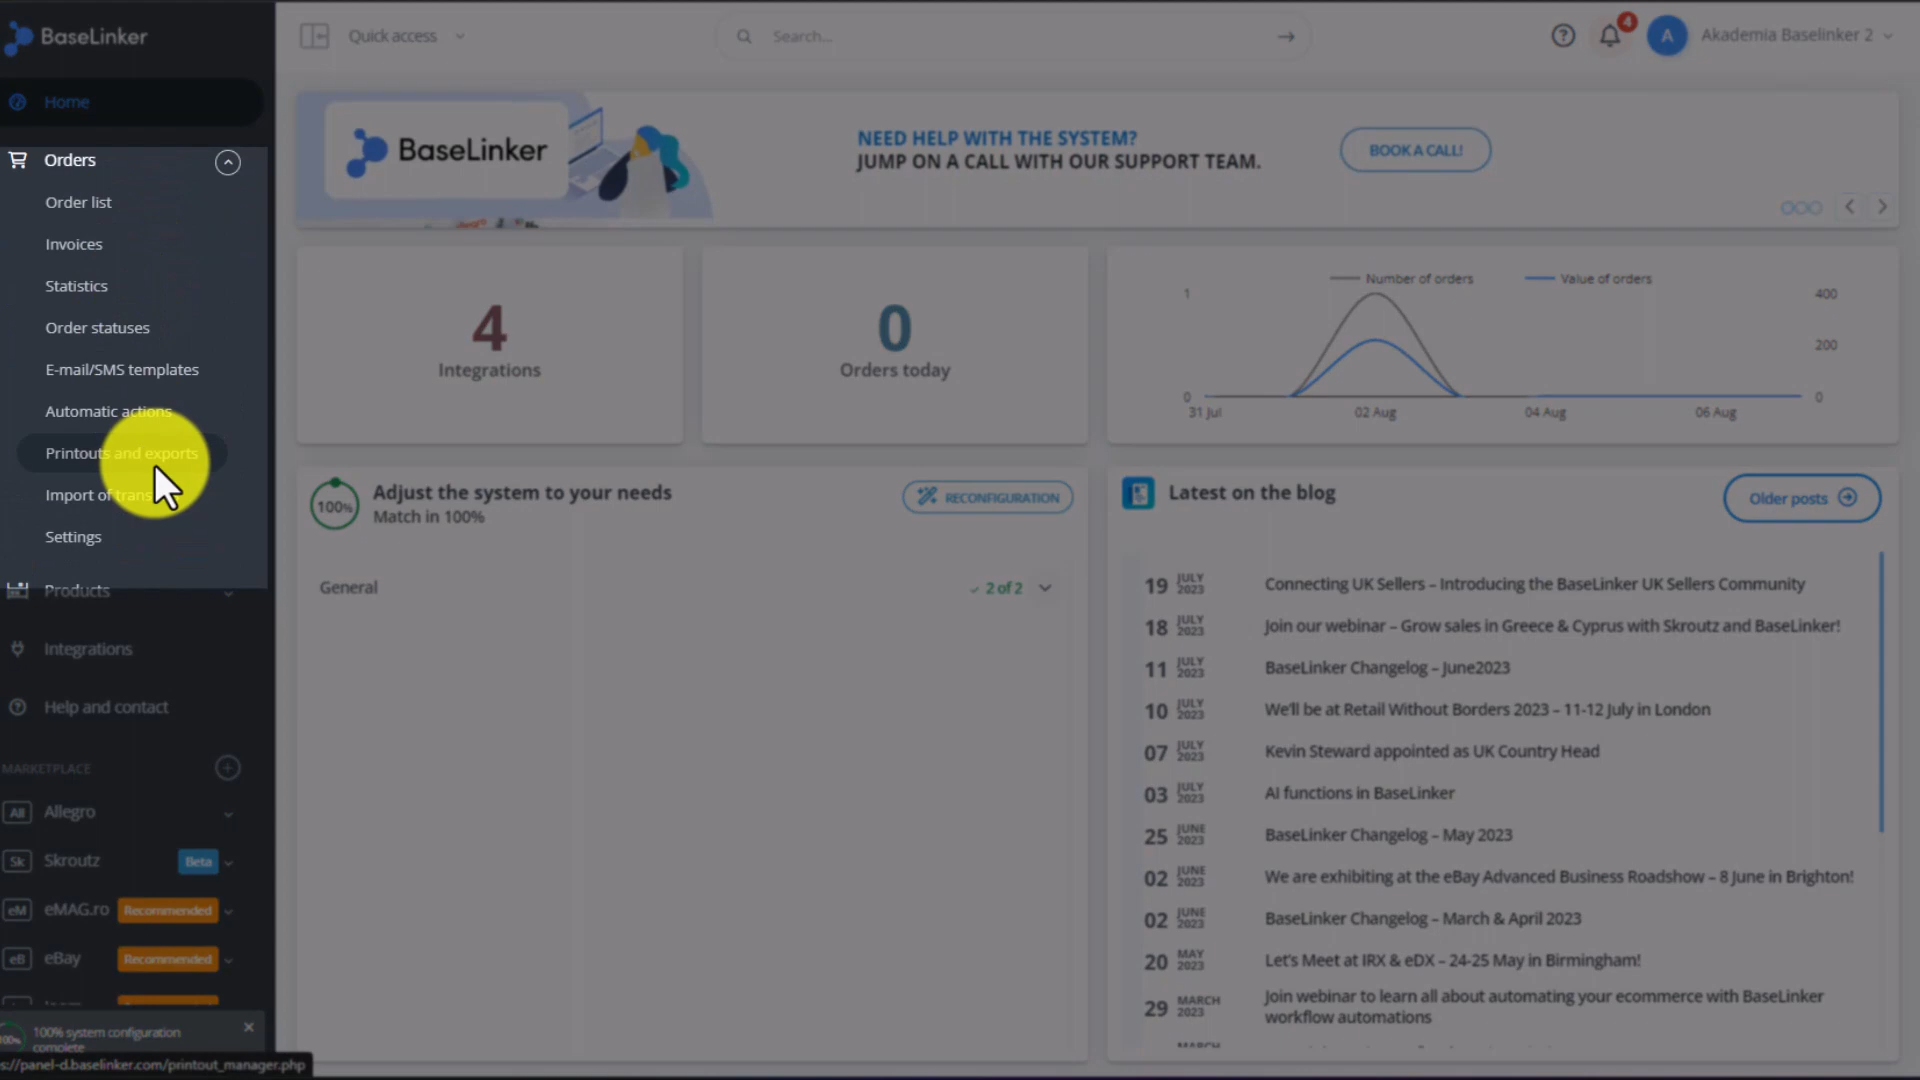 BaseLinker
Quick access
Search...
4
A
Akademia Baselinker 2
Home
Orders
Order list
Invoices
Statistics
Order statuses
E-mail/SMS templates
Automatic actions
Printouts and exports
Import of trans
Settings
Products
Integrations
Help and contact
MARKETPLACE
All Allegro
Sk Skroutz Beta
eM eMAG.ro Recommended
eB eBay Recommended
100% 100% system configuration
complete
s://panel-d.baselinker.com/printout_manager.php
BaseLinker
NEED HELP WITH THE SYSTEM?
JUMP ON A CALL WITH OUR SUPPORT TEAM.
BOOK A CALL!
4
Integrations
0
Orders today
Number of orders
Value of orders
1
0
400
200
0
31 Jul
02 Aug
04 Aug
06 Aug
100%
Adjust the system to your needs
Match in 100%
RECONFIGURATION
General
2 of 2
Latest on the blog
Older posts
19 JULY 2023 Connecting UK Sellers – Introducing the BaseLinker UK Sellers Community
18 JULY 2023 Join our webinar – Grow sales in Greece & Cyprus with Skroutz and BaseLinker!
11 JULY 2023 BaseLinker Changelog – June2023
10 JULY 2023 We'll be at Retail Without Borders 2023 – 11-12 July in London
07 JULY 2023 Kevin Steward appointed as UK Country Head
03 JULY 2023 AI functions in BaseLinker
25 JUNE 2023 BaseLinker Changelog – May 2023
02 JUNE 2023 We are exhibiting at the eBay Advanced Business Roadshow – 8 June in Brighton!
02 JUNE 2023 BaseLinker Changelog – March & April 2023
20 MAY 2023 Let's Meet at IRX & eDX – 24-25 May in Birmingham!
29 MARCH 2023 Join webinar to learn all about automating your ecommerce with BaseLinker
workflow automations
MARCH